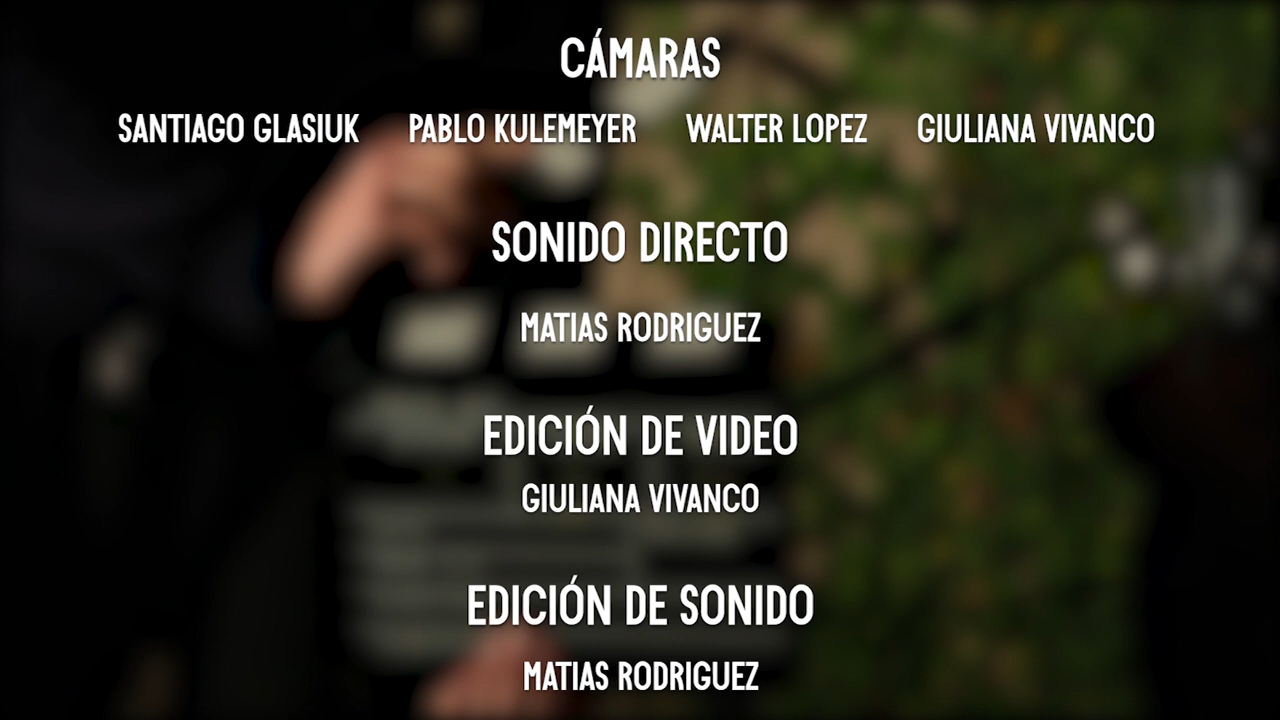 CÁMARAS
SANTIAGO GLASIUK PABLO KULEMEYER WALTER LOPEZ GIULIANA VIVANCO
SONIDO DIRECTO
MATIAS RODRIGUEZ
EDICIÓN DE VIDEO
GIULIANA VIVANCO
EDICIÓN DE SONIDO
MATIAS RODRIGUEZ